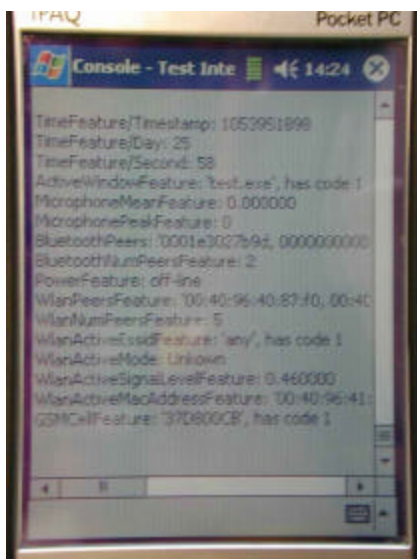 iPAQ Pocket PC
Console - Test Inte 14:24
TimeFeature/Timestamp: 1053951898
TimeFeature/Day: 25
TimeFeature/Second: 58
ActiveWindowFeature: 'test.exe', has code 1
MicrophoneMeanFeature: 0.000000
MicrophonePeakFeature: 0
BluetoothPeers: '0001e3027b9d, 0000000000
BluetoothNumPeersFeature: 2
PowerFeature: off-line
WlanPeersFeature: '00:40:96:40:87:f0, 00:4C
WlanNumPeersFeature: 5
WlanActiveEssidFeature: 'any', has code 1
WlanActiveMode: Unkown
WlanActiveSignalLevelFeature: 0.460000
WlanActiveMacAddressFeature: '00:40:96:41:
GSMCellFeature: '37D800CB', has code 1